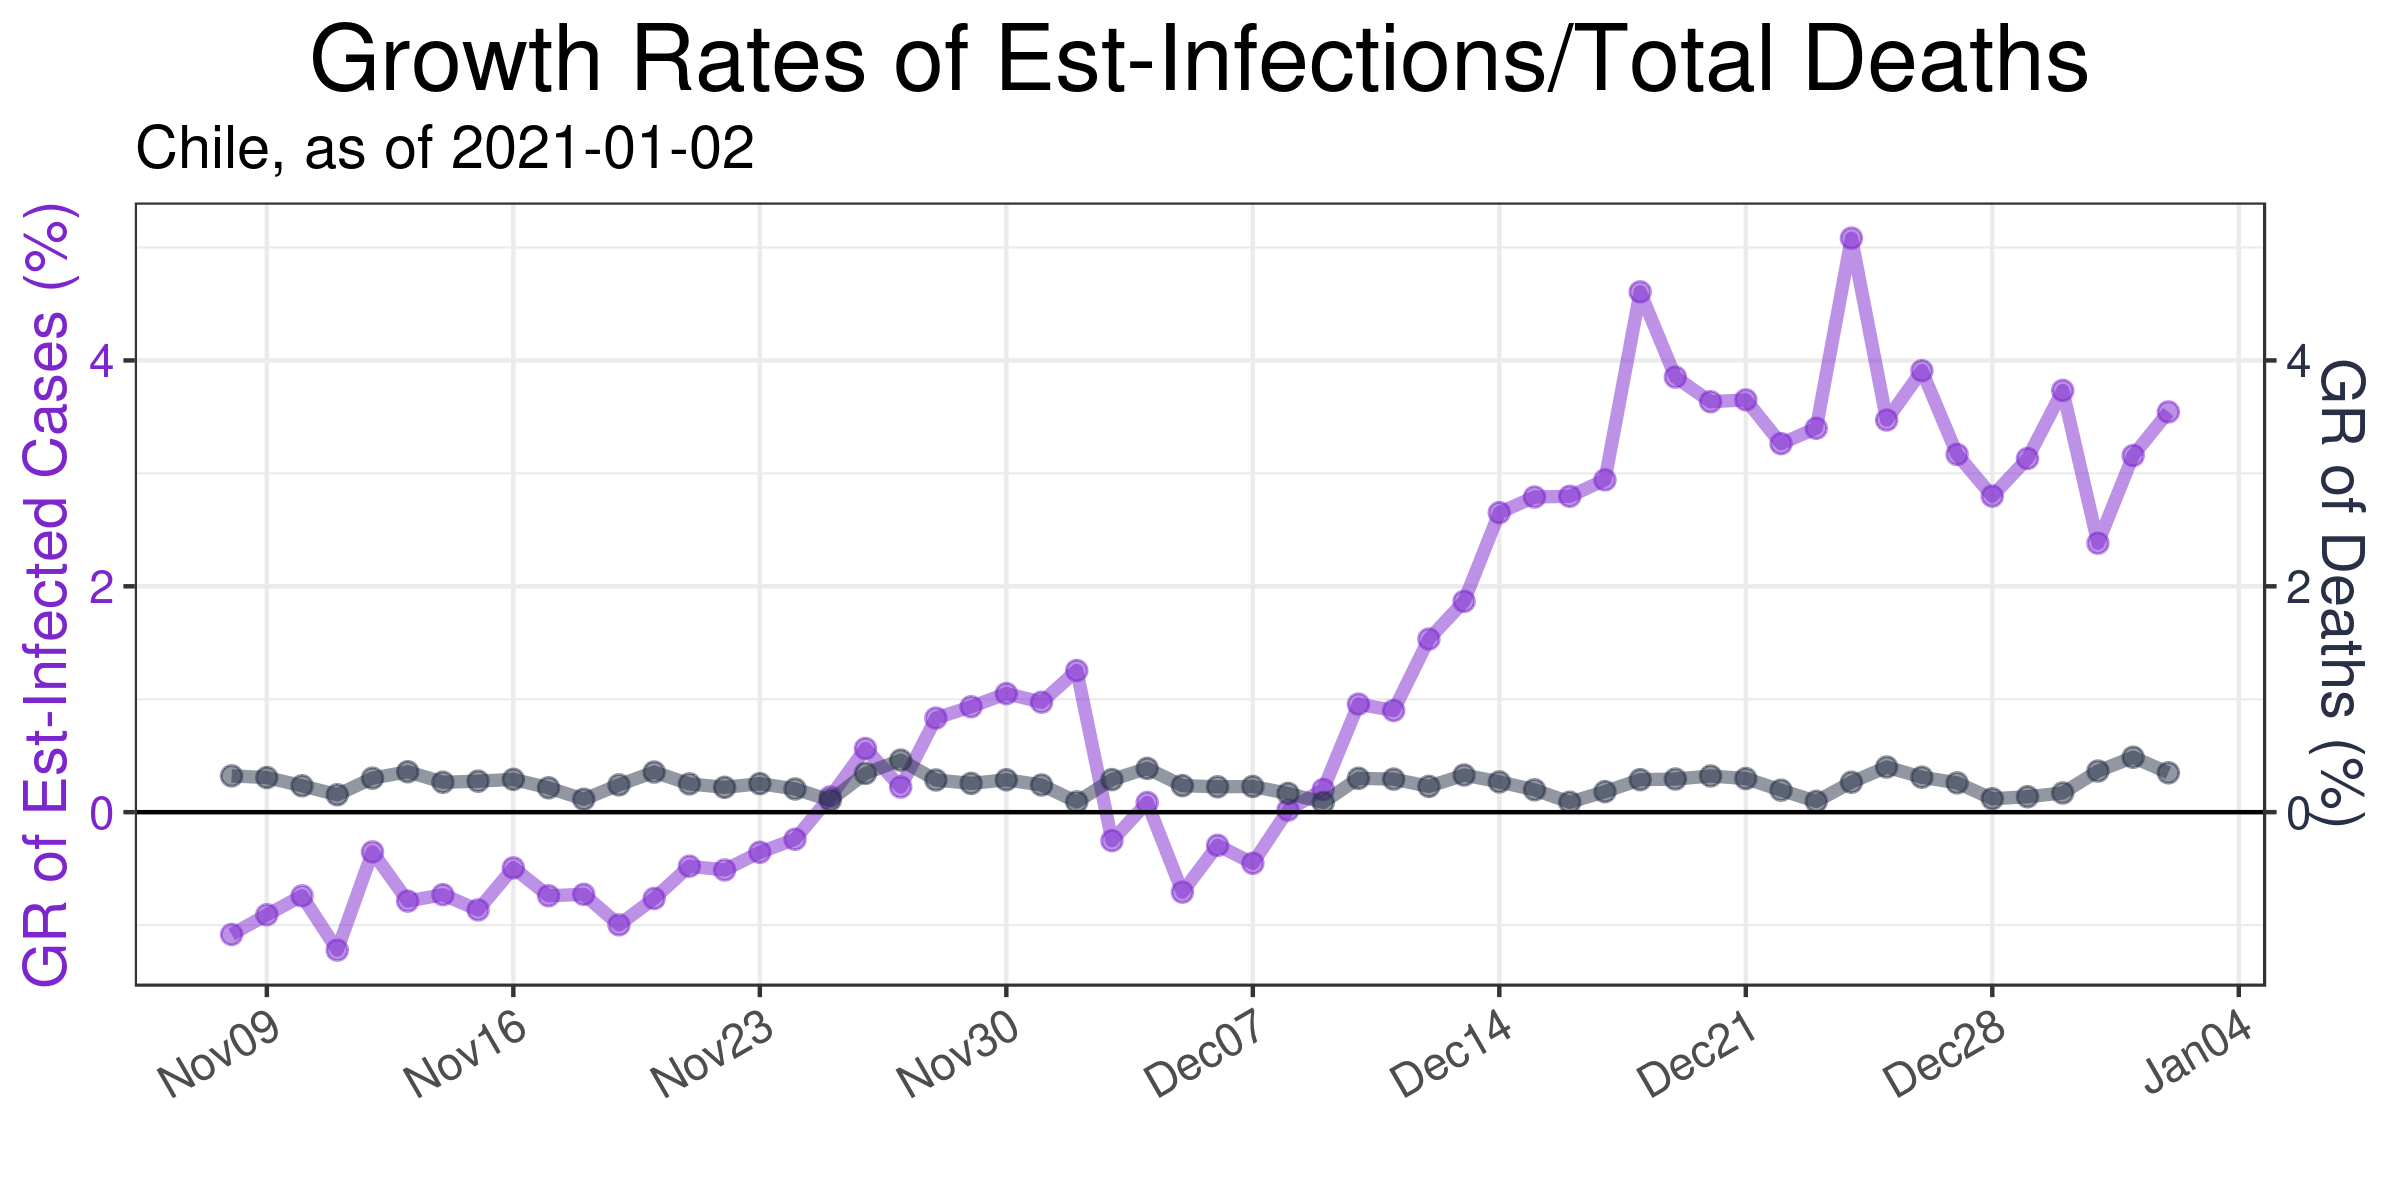 Growth Rates of Est-Infections/Total Deaths
Chile, as of 2021-01-02
GR of Est-Infected Cases (%)
4
2
0
4
2
0
GR of Deaths (%)
Nov09
Nov16
Nov23
Nov30
Dec07
Dec14
Dec21
Dec28
Jan04